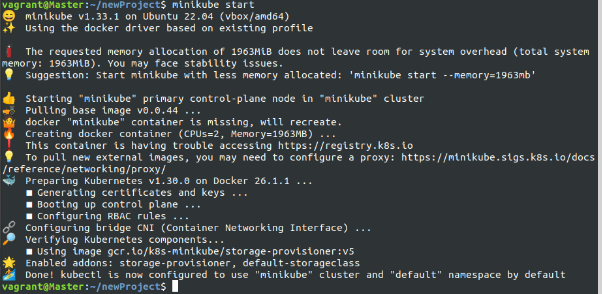 vagrant@Master:~/newProject$ minikube start
😄 minikube v1.33.1 on Ubuntu 22.04 (vbox/amd64)
✨ Using the docker driver based on existing profile
🧯 The requested memory allocation of 1963MiB does not leave room for system overhead (total system
memory: 1963MiB). You may face stability issues.
💡 Suggestion: Start minikube with less memory allocated: 'minikube start --memory=1963mb'
👍 Starting "minikube" primary control-plane node in "minikube" cluster
🚜 Pulling base image v0.0.44 ...
🤷 docker "minikube" container is missing, will recreate.
🔥 Creating docker container (CPUs=2, Memory=1963MB) ...
❗ This container is having trouble accessing https://registry.k8s.io
💡 To pull new external images, you may need to configure a proxy: https://minikube.sigs.k8s.io/docs
/reference/networking/proxy/
🐳 Preparing Kubernetes v1.30.0 on Docker 26.1.1 ...
▪ Generating certificates and keys ...
▪ Booting up control plane ...
▪ Configuring RBAC rules ...
🔗 Configuring bridge CNI (Container Networking Interface) ...
🔎 Verifying Kubernetes components...
▪ Using image gcr.io/k8s-minikube/storage-provisioner:v5
🌟 Enabled addons: storage-provisioner, default-storageclass
🏄 Done! kubectl is now configured to use "minikube" cluster and "default" namespace by default
vagrant@Master:~/newProject$